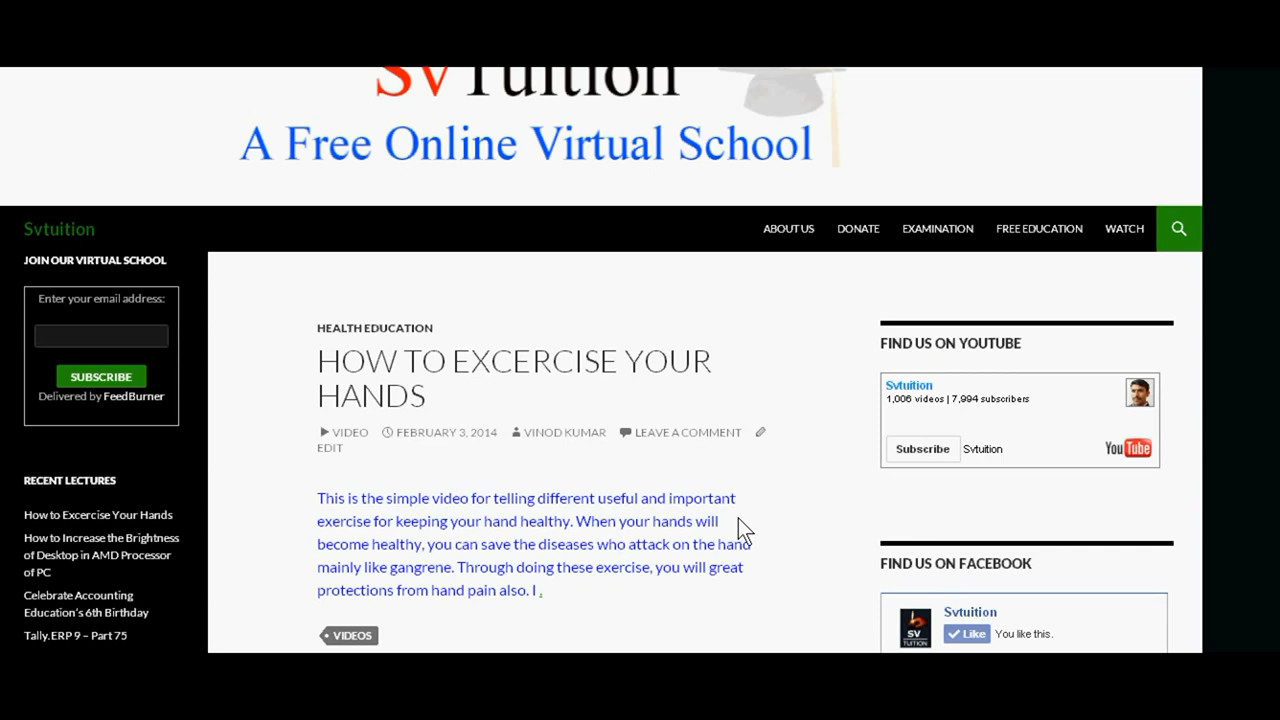 SVTuition
A Free Online Virtual School
Svtuition
ABOUT US DONATE EXAMINATION FREE EDUCATION WATCH
JOIN OUR VIRTUAL SCHOOL
Enter your email address:
SUBSCRIBE
Delivered by FeedBurner
RECENT LECTURES
How to Excercise Your Hands
How to Increase the Brightness
of Desktop in AMD Processor
of PC
Celebrate Accounting
Education's 6th Birthday
Tally.ERP 9 – Part 75
HEALTH EDUCATION
HOW TO EXCERCISE YOUR
HANDS
VIDEO FEBRUARY 3, 2014 VINOD KUMAR LEAVE A COMMENT
EDIT
This is the simple video for telling different useful and important
exercise for keeping your hand healthy. When your hands will
become healthy, you can save the diseases who attack on the hand
mainly like gangrene. Through doing these exercise, you will great
protections from hand pain also. I .
VIDEOS
FIND US ON YOUTUBE
Svtuition
1,006 videos | 7,994 subscribers
Subscribe Svtuition
YouTube
FIND US ON FACEBOOK
Svtuition
Like You like this.
SV
TUITION